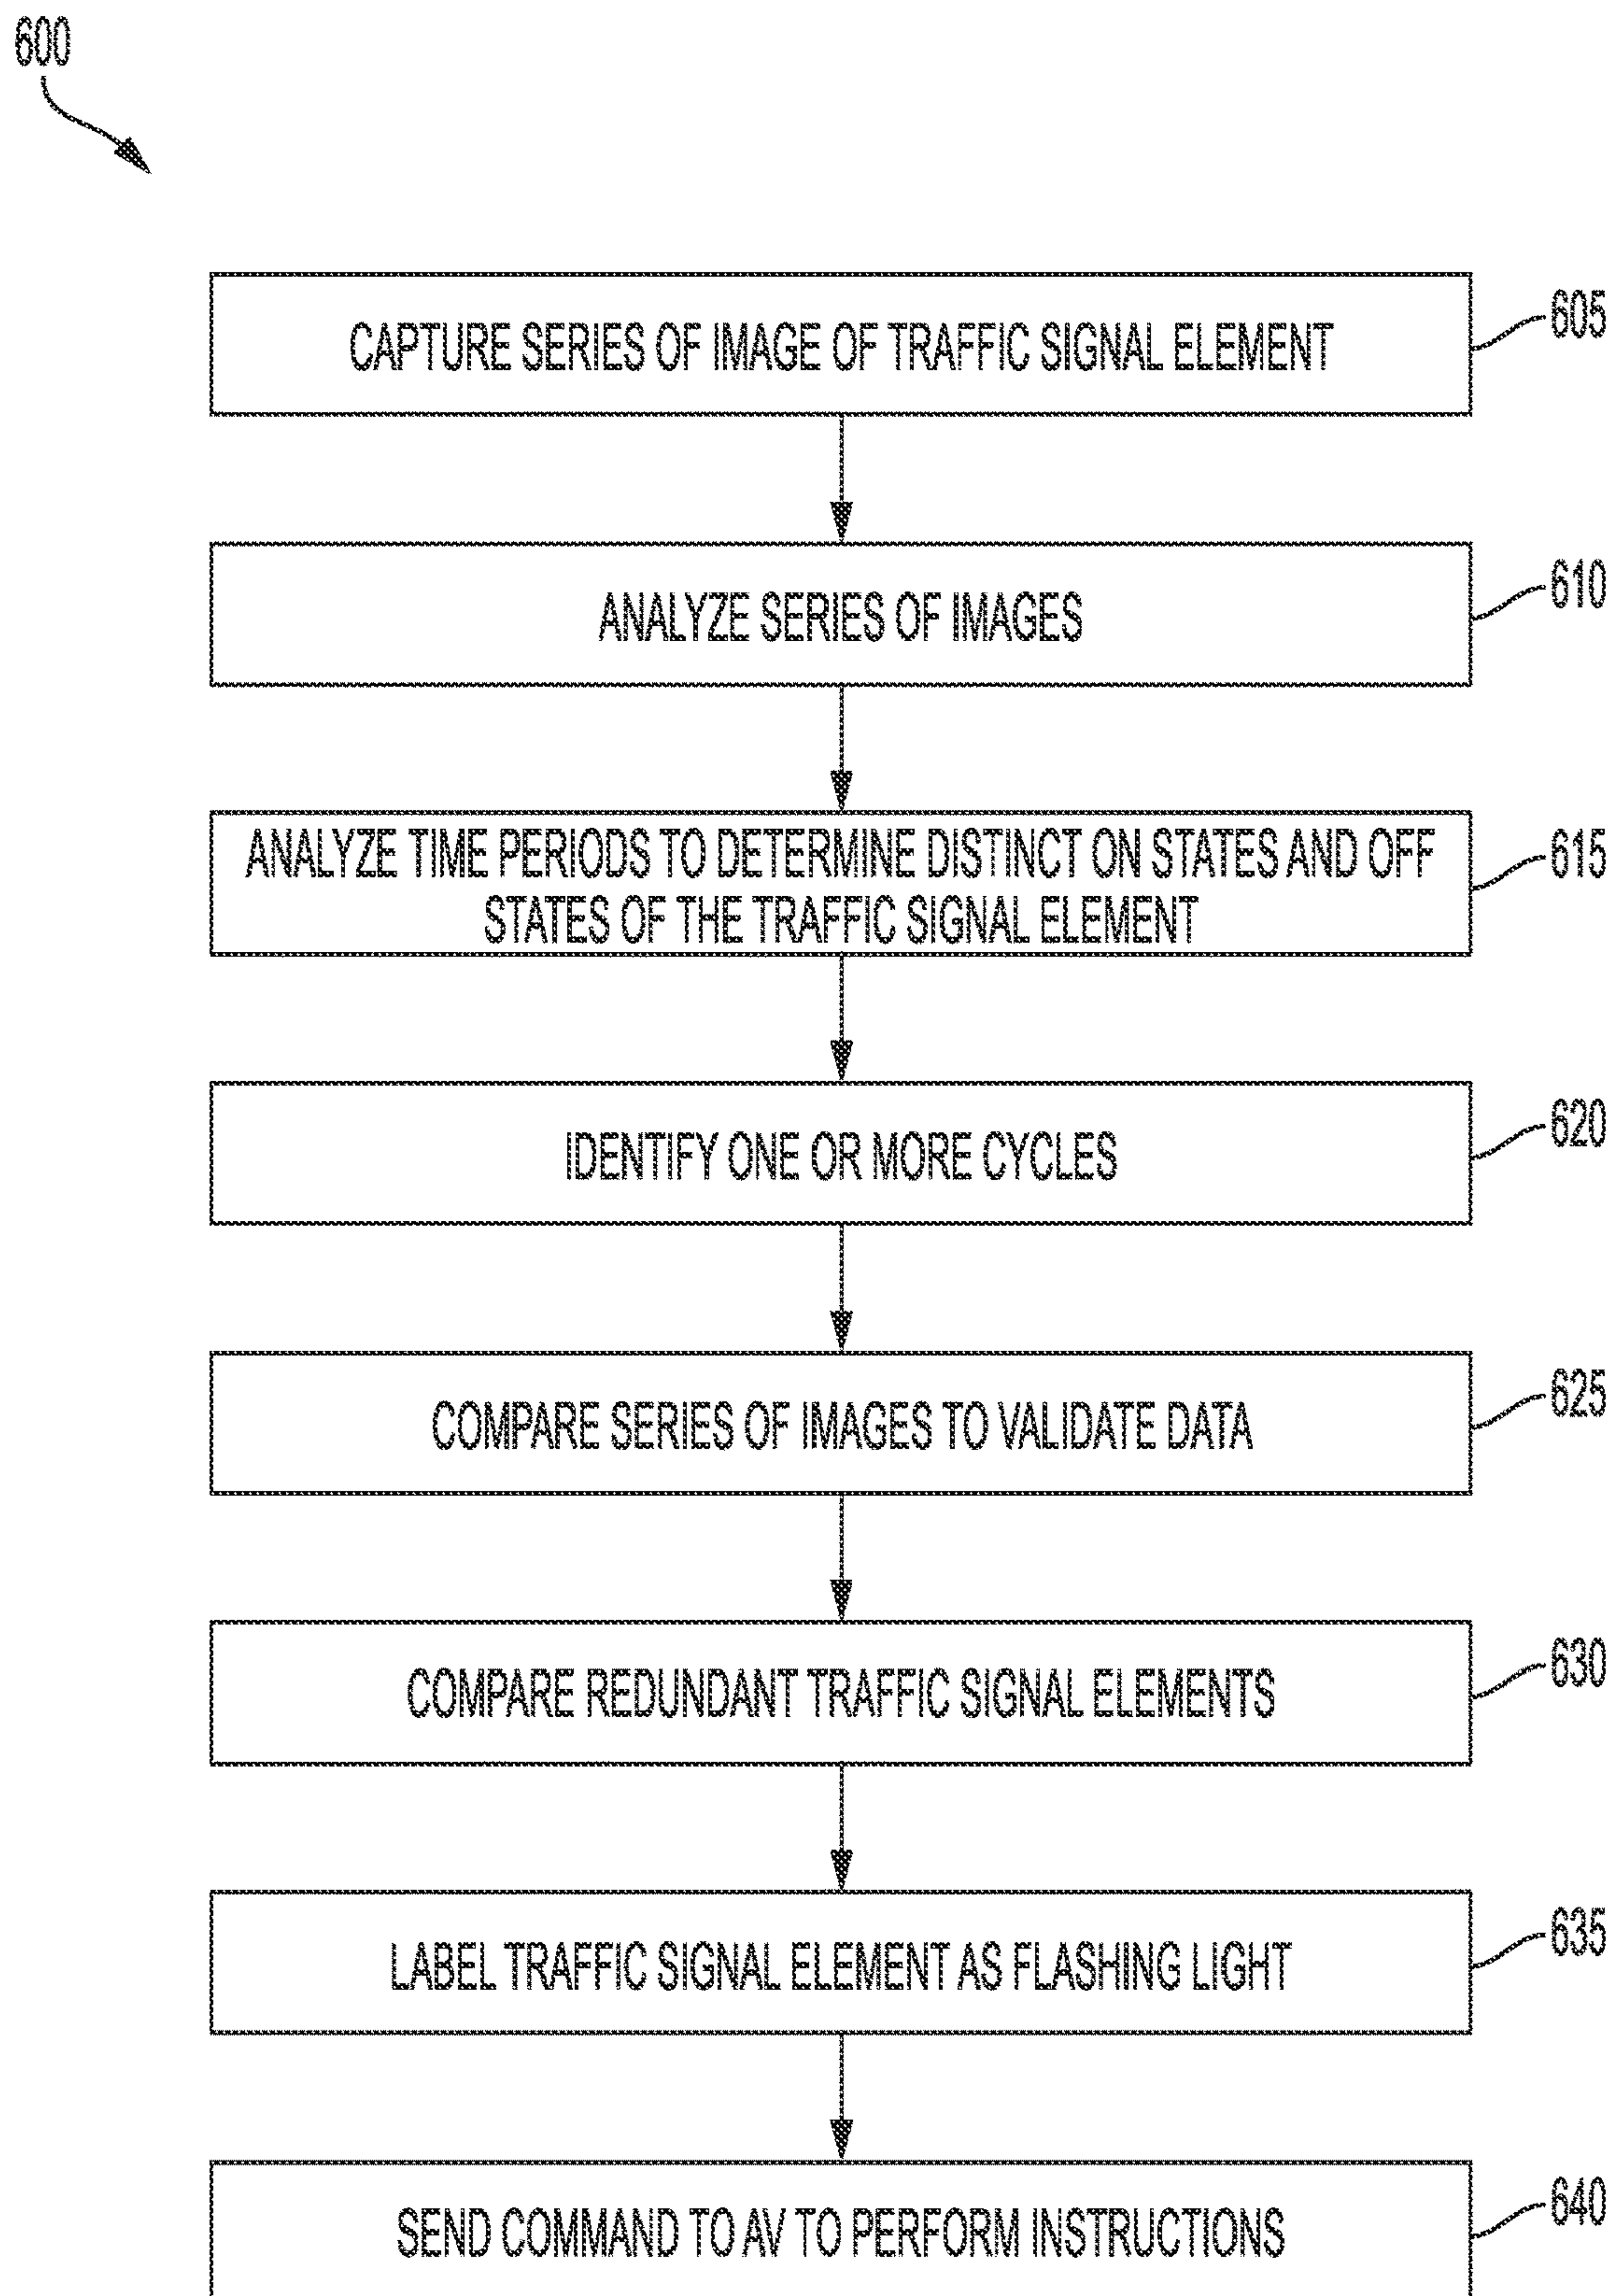 600
CAPTURE SERIES OF IMAGE OF TRAFFIC SIGNAL ELEMENT
605
ANALYZE SERIES OF IMAGES
610
ANALYZE TIME PERIODS TO DETERMINE DISTINCT ON STATES AND OFF
STATES OF THE TRAFFIC SIGNAL ELEMENT
615
IDENTIFY ONE OR MORE CYCLES
620
COMPARE SERIES OF IMAGES TO VALIDATE DATA
625
COMPARE REDUNDANT TRAFFIC SIGNAL ELEMENTS
630
LABEL TRAFFIC SIGNAL ELEMENT AS FLASHING LIGHT
635
SEND COMMAND TO AV TO PERFORM INSTRUCTIONS
640